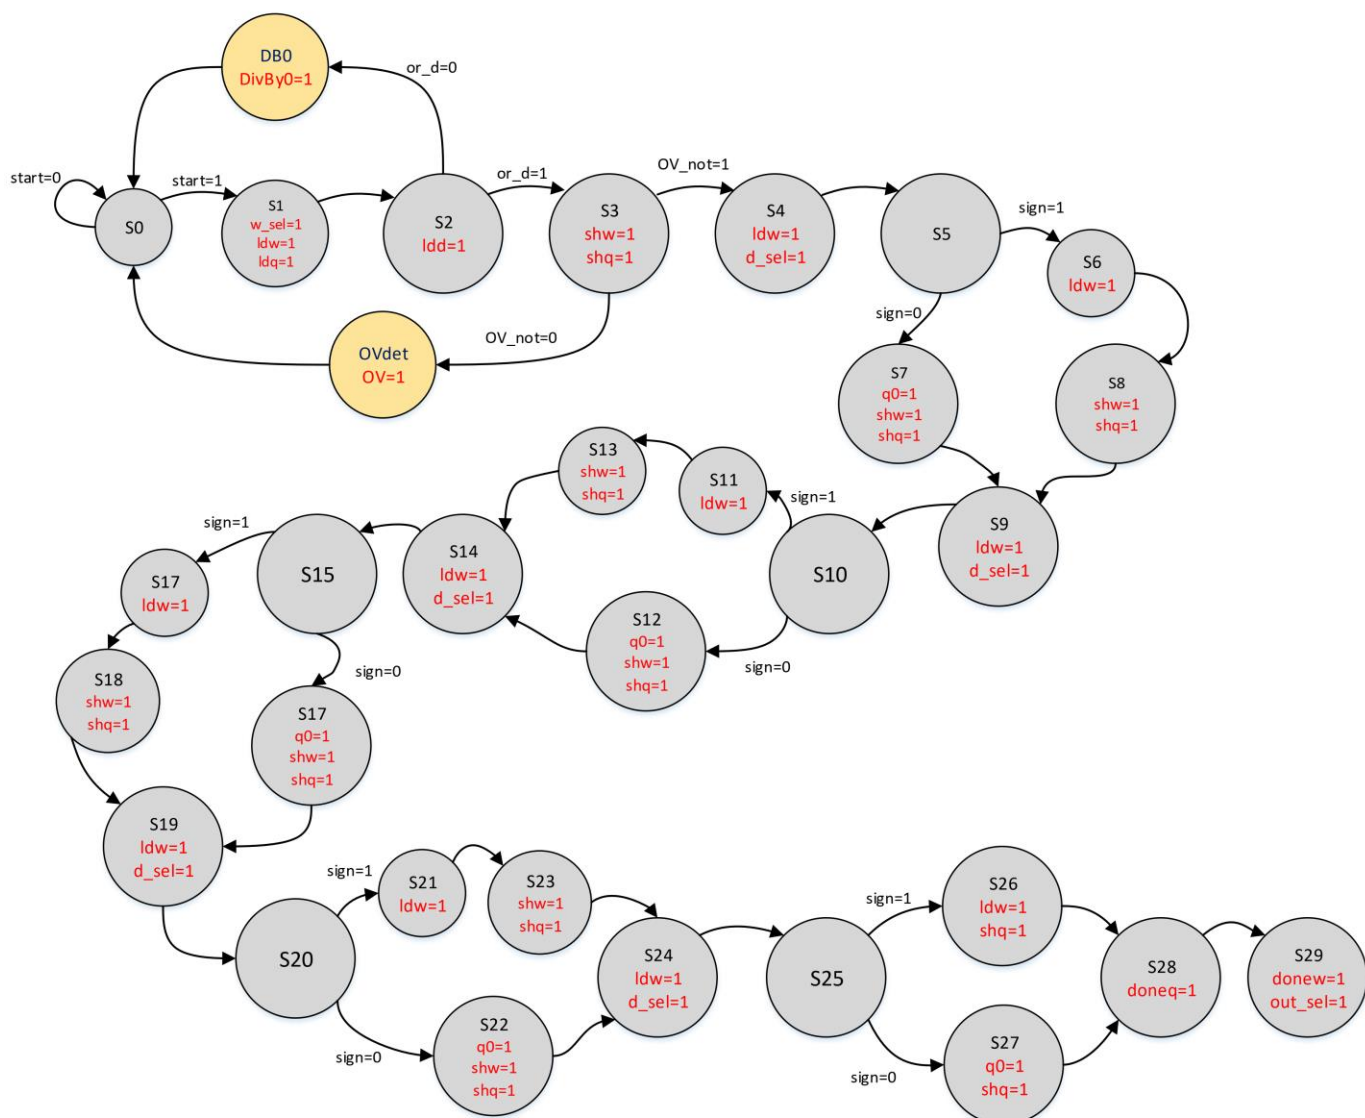 DB0
DivBy0=1
or_d=0
start=0
start=1
or_d=1
OV_not=1
S0
S1
w_sel=1
ldw=1
ldq=1
S2
ldd=1
S3
shw=1
shq=1
S4
ldw=1
d_sel=1
S5
sign=1
S6
ldw=1
sign=0
OV_not=0
OVdet
OV=1
S7
q0=1
shw=1
shq=1
S8
shw=1
shq=1
S9
ldw=1
d_sel=1
S10
sign=1
sign=0
S11
ldw=1
S13
shw=1
shq=1
S12
q0=1
shw=1
shq=1
S14
ldw=1
d_sel=1
S15
sign=1
sign=0
S17
ldw=1
S18
shw=1
shq=1
S17
q0=1
shw=1
shq=1
S19
ldw=1
d_sel=1
S20
sign=1
sign=0
S21
ldw=1
S23
shw=1
shq=1
S22
q0=1
shw=1
shq=1
S24
ldw=1
d_sel=1
S25
sign=1
sign=0
S26
ldw=1
shq=1
S27
q0=1
shq=1
S28
doneq=1
S29
donew=1
out_sel=1